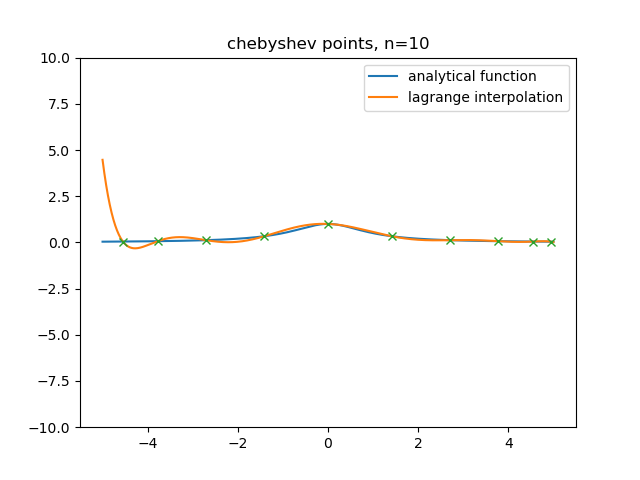 chebyshev points, n=10
analytical function
lagrange interpolation
10.0
7.5
5.0
2.5
0.0
−2.5
−5.0
−7.5
−10.0
−4 −2 0 2 4